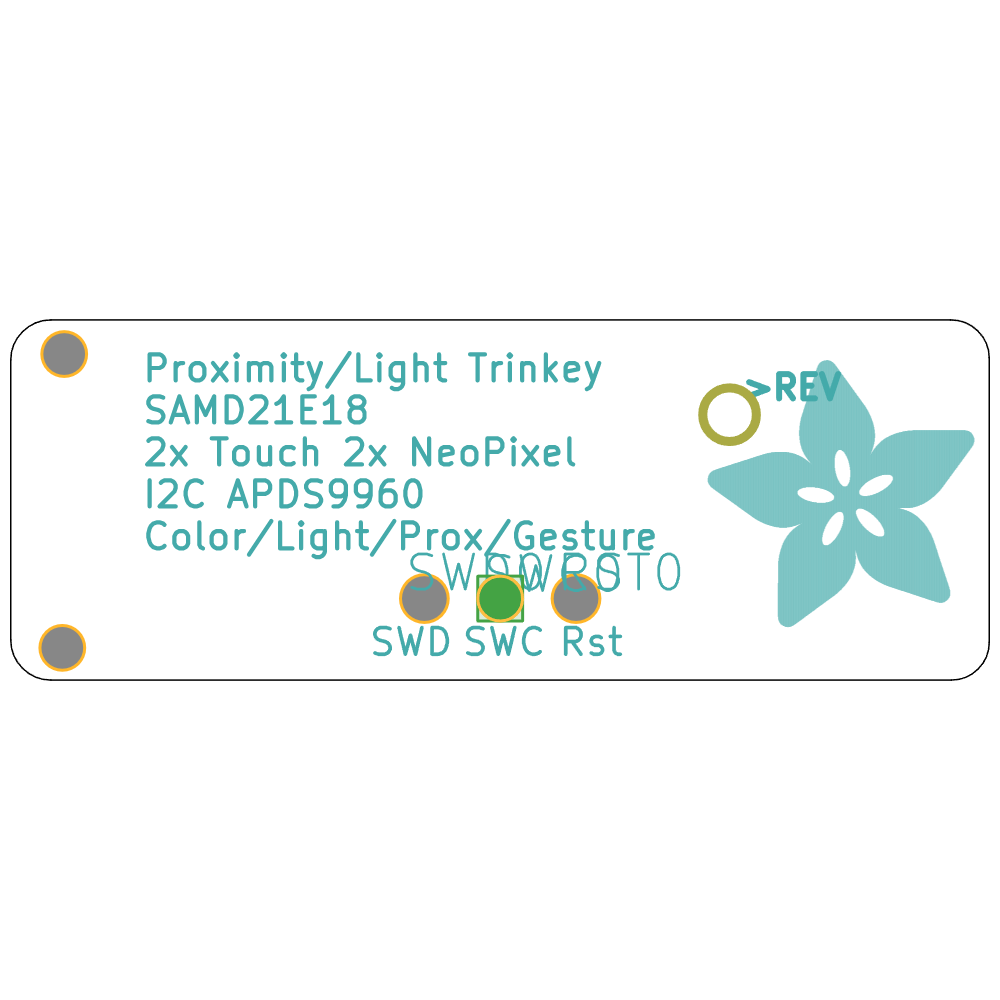 Proximity/Light Trinkey
>REV
SAMD21E18
2x Touch 2x NeoPixel
I2C APDS9960
Color/Light/Prox/Gesture
SWD SWC Rst